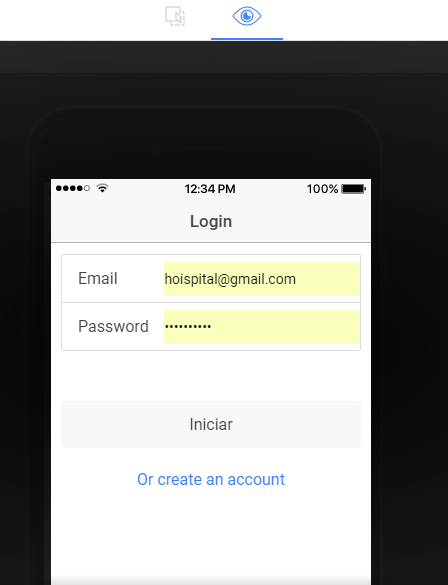 12:34 PM 100%
Login
Email hoispital@gmail.com
Password ••••••••••
Iniciar
Or create an account